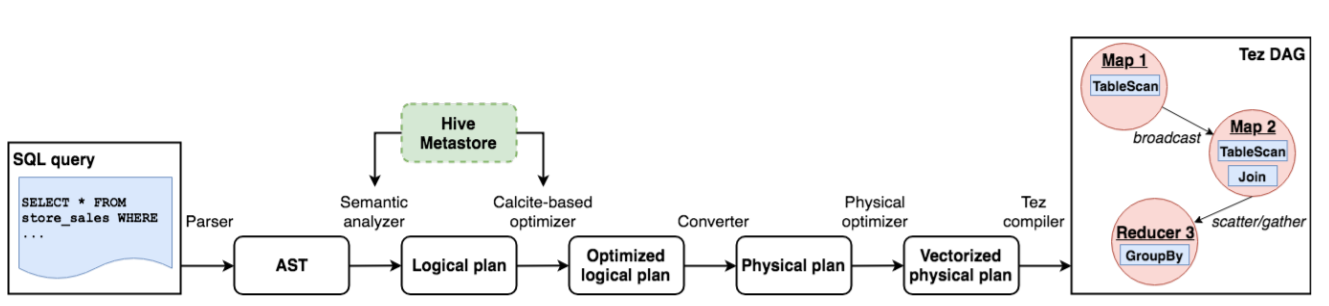 SQL query
SELECT * FROM
store_sales WHERE
...
Parser
AST
Semantic
analyzer
Logical plan
Hive
Metastore
Calcite-based
optimizer
Optimized
logical plan
Converter
Physical plan
Physical
optimizer
Vectorized
physical plan
Tez
compiler
Tez DAG
Map 1
TableScan
broadcast
Map 2
TableScan
Join
scatter/gather
Reducer 3
GroupBy